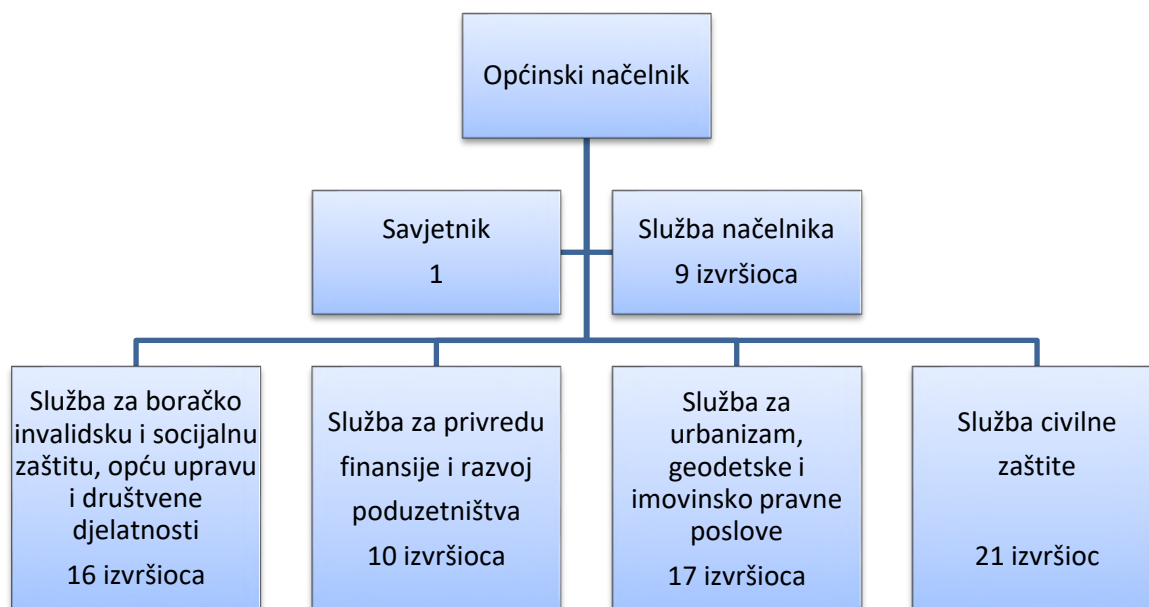 Općinski načelnik
Savjetnik
1
Služba načelnika
9 izvršioca
Služba za boračko
invalidsku i socijalnu
zaštitu, opću upravu
i društvene
djelatnosti
16 izvršioca
Služba za privredu
finansije i razvoj
poduzetništva
10 izvršioca
Služba za
urbanizam,
geodetske i
imovinsko pravne
poslove
17 izvršioca
Služba civilne
zaštite
21 izvršioc